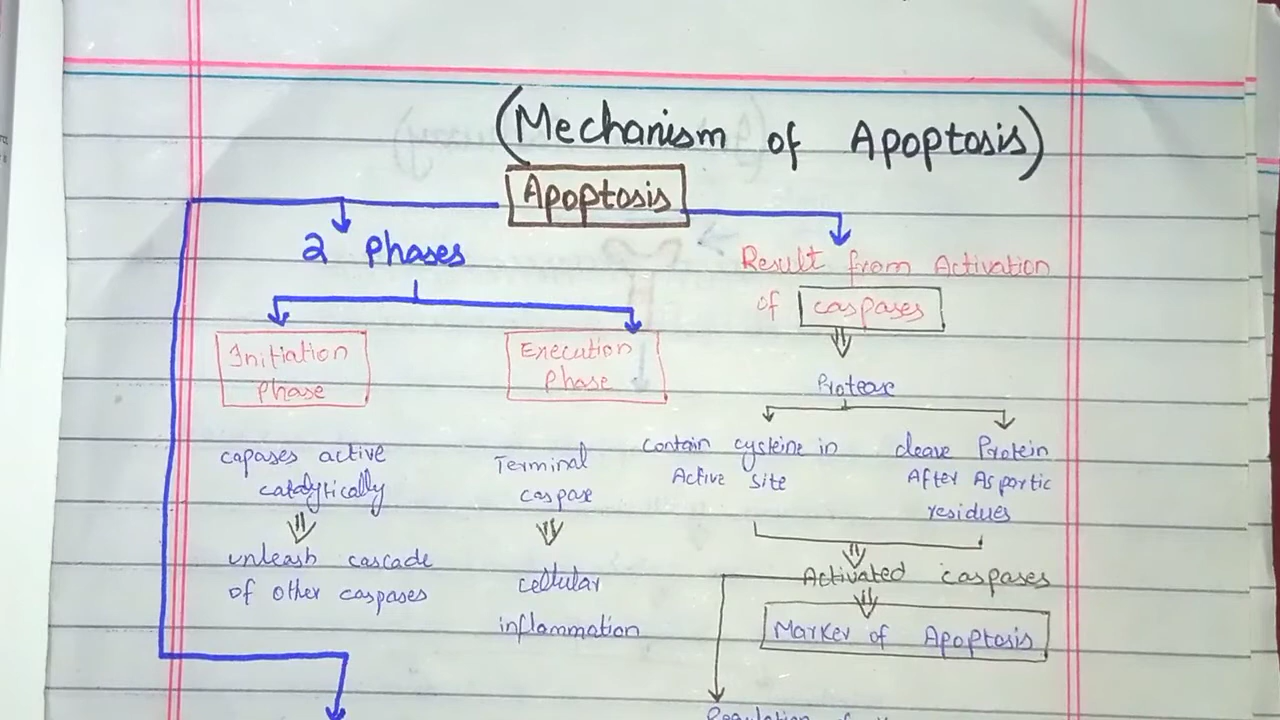 (Mechanism of Apoptosis)
Apoptosis
2 Phases
Initiation
Phase
capases active
catalytically
unleash cascade
of other caspases
Execution
Phase
Terminal
caspase
cellular
inflammation
Result from Activation
of caspases
Protease
contain cysteine in
Active site
cleave Protein
After Aspartic
residues
Activated caspases
Marker of Apoptosis